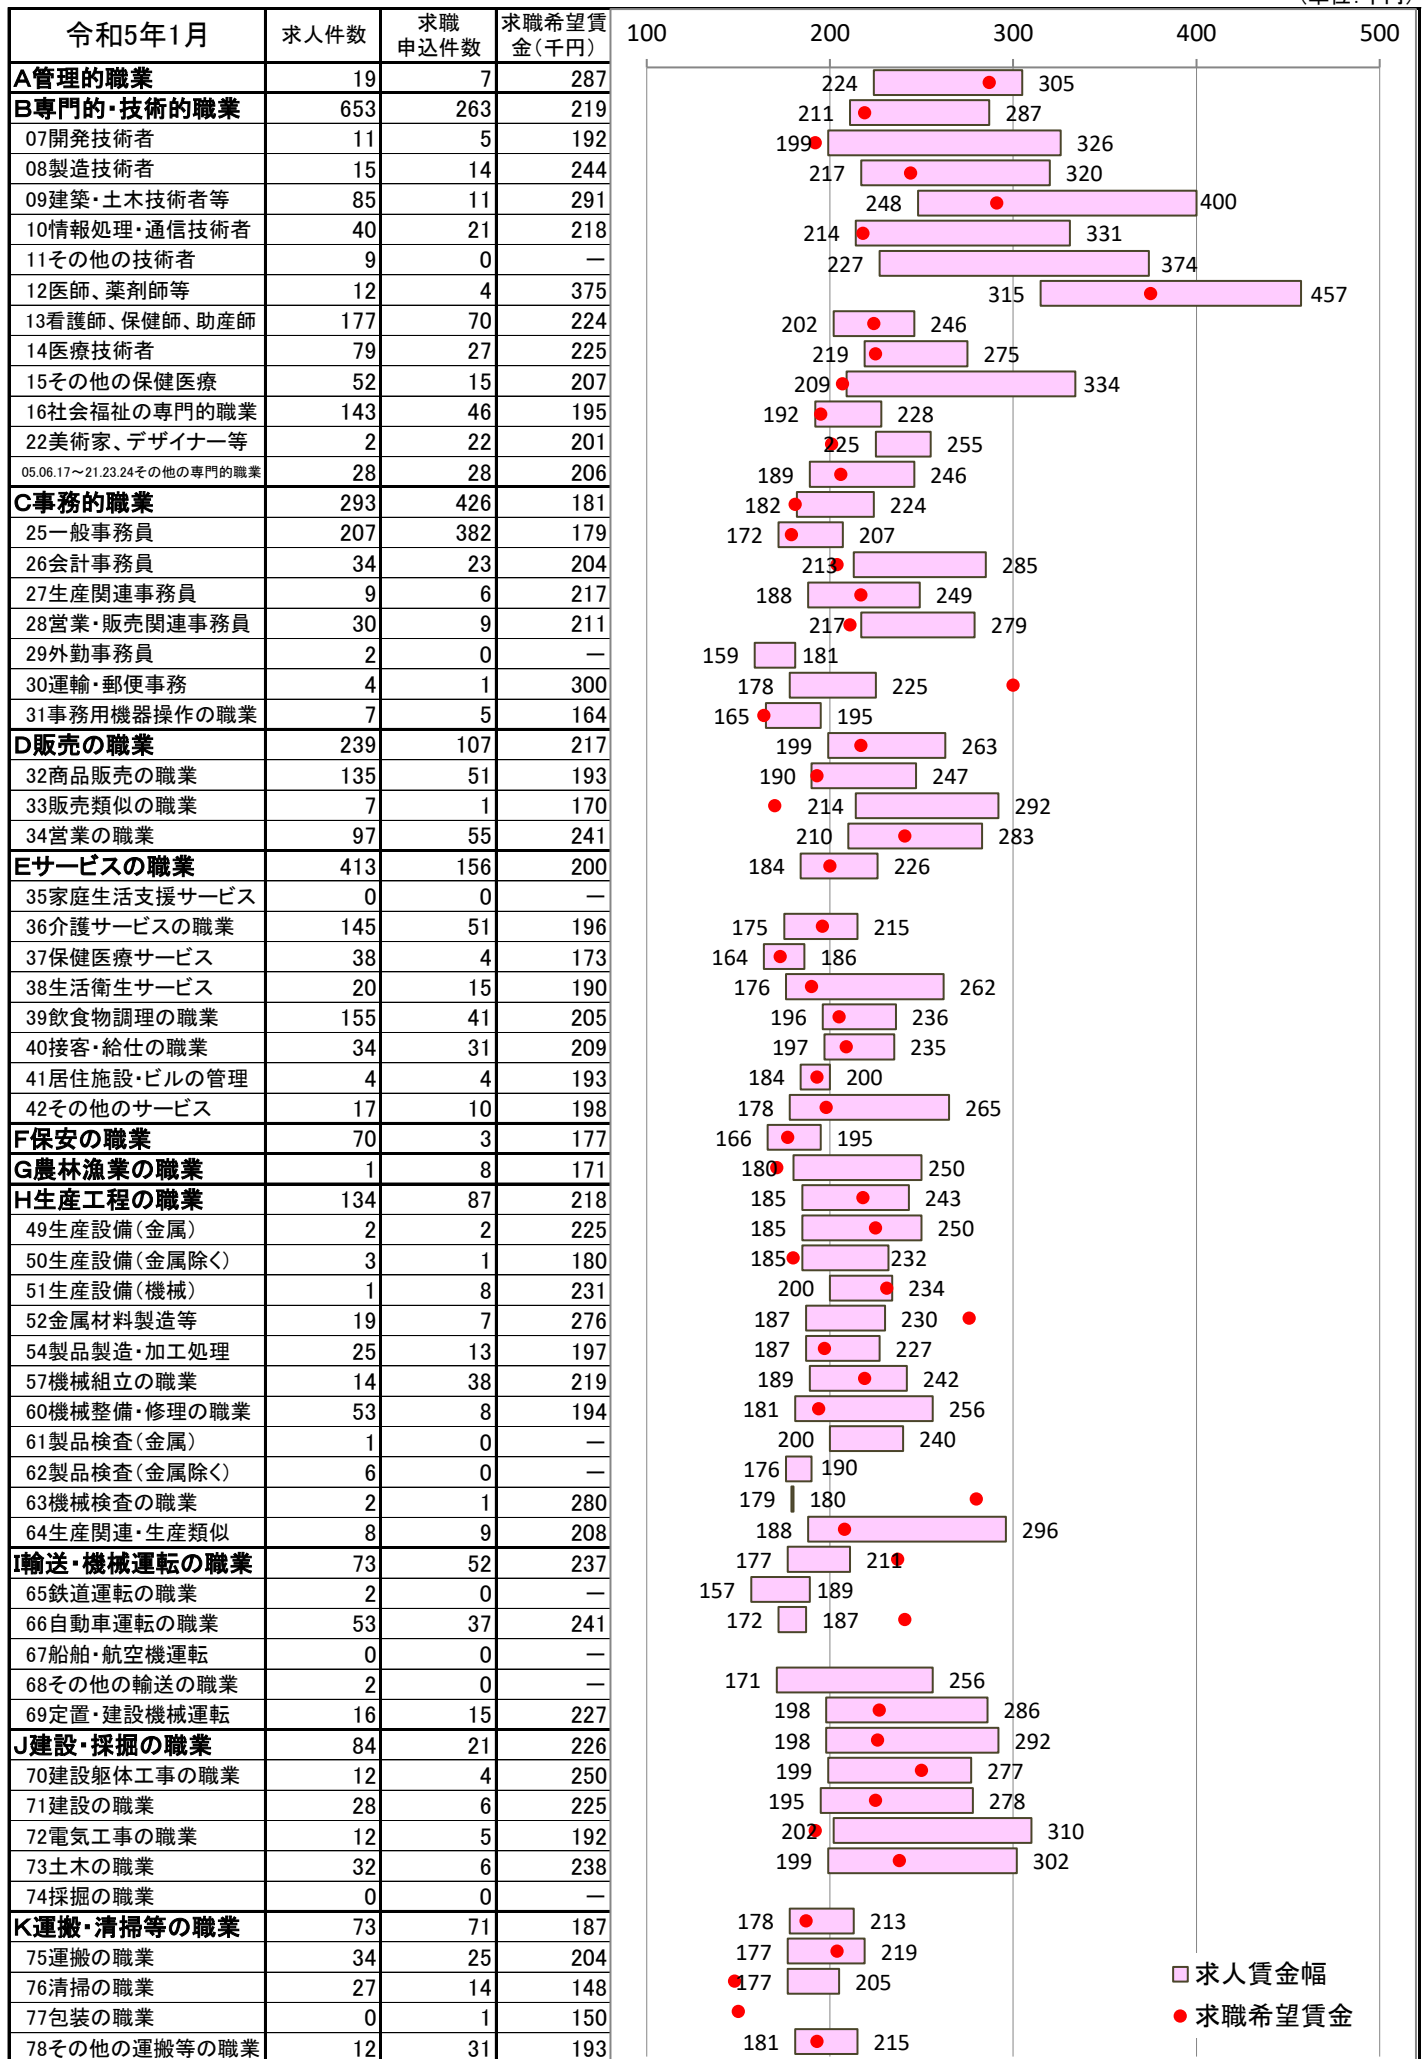 (単位:千円)
令和5年1月 求人件数 求職申込件数 求職希望賃金(千円) 100 200 300 400 500
A管理的職業 19 7 287 224 305
B専門的・技術的職業 653 263 219 211 287
07開発技術者 11 5 192 199 326
08製造技術者 15 14 244 217 320
09建築・土木技術者等 85 11 291 248 400
10情報処理・通信技術者 40 21 218 214 331
11その他の技術者 9 0 － 227 374
12医師、薬剤師等 12 4 375 315 457
13看護師、保健師、助産師 177 70 224 202 246
14医療技術者 79 27 225 219 275
15その他の保健医療 52 15 207 209 334
16社会福祉の専門的職業 143 46 195 192 228
22美術家、デザイナー等 2 22 201 225 255
05.06.17～21.23.24その他の専門的職業 28 28 206 189 246
C事務的職業 293 426 181 182 224
25一般事務員 207 382 179 172 207
26会計事務員 34 23 204 213 285
27生産関連事務員 9 6 217 188 249
28営業・販売関連事務員 30 9 211 217 279
29外勤事務員 2 0 － 159 181
30運輸・郵便事務 4 1 300 178 225
31事務用機器操作の職業 7 5 164 165 195
D販売の職業 239 107 217 199 263
32商品販売の職業 135 51 193 190 247
33販売類似の職業 7 1 170 214 292
34営業の職業 97 55 241 210 283
Eサービスの職業 413 156 200 184 226
35家庭生活支援サービス 0 0 －
36介護サービスの職業 145 51 196 175 215
37保健医療サービス 38 4 173 164 186
38生活衛生サービス 20 15 190 176 262
39飲食物調理の職業 155 41 205 196 236
40接客・給仕の職業 34 31 209 197 235
41居住施設・ビルの管理 4 4 193 184 200
42その他のサービス 17 10 198 178 265
F保安の職業 70 3 177 166 195
G農林漁業の職業 1 8 171 180 250
H生産工程の職業 134 87 218 185 243
49生産設備(金属) 2 2 225 185 250
50生産設備(金属除く) 3 1 180 185 232
51生産設備(機械) 1 8 231 200 234
52金属材料製造等 19 7 276 187 230
54製品製造・加工処理 25 13 197 187 227
57機械組立の職業 14 38 219 189 242
60機械整備・修理の職業 53 8 194 181 256
61製品検査(金属) 1 0 － 200 240
62製品検査(金属除く) 6 0 － 176 190
63機械検査の職業 2 1 280 179 180
64生産関連・生産類似 8 9 208 188 296
I輸送・機械運転の職業 73 52 237 177 211
65鉄道運転の職業 2 0 － 157 189
66自動車運転の職業 53 37 241 172 187
67船舶・航空機運転 0 0 －
68その他の輸送の職業 2 0 － 171 256
69定置・建設機械運転 16 15 227 198 286
J建設・採掘の職業 84 21 226 198 292
70建設躯体工事の職業 12 4 250 199 277
71建設の職業 28 6 225 195 278
72電気工事の職業 12 5 192 202 310
73土木の職業 32 6 238 199 302
74採掘の職業 0 0 －
K運搬・清掃等の職業 73 71 187 178 213
75運搬の職業 34 25 204 177 219
76清掃の職業 27 14 148 177 205
77包装の職業 0 1 150
78その他の運搬等の職業 12 31 193 181 215
求人賃金幅
求職希望賃金